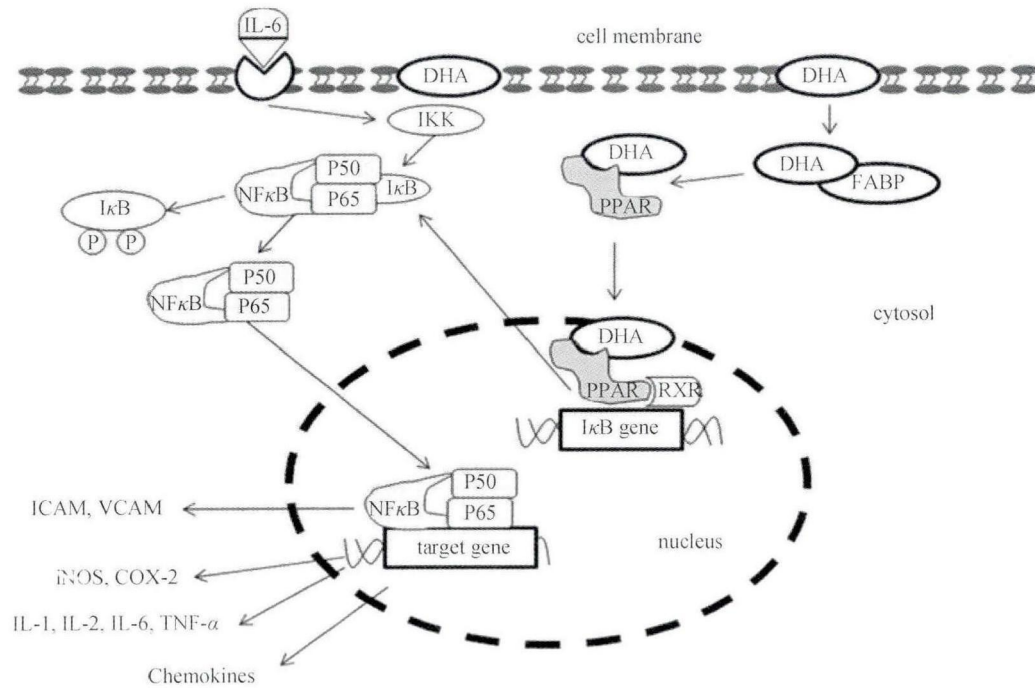 IL-6
cell membrane
DHA
DHA
IKK
DHA
DHA
FABP
P50
NFκB
P65
IκB
PPAR
IκB
P P
P50
NFκB
P65
cytosol
DHA
PPAR
RXR
IκB gene
P50
NFκB
P65
ICAM, VCAM
target gene
nucleus
iNOS, COX-2
IL-1, IL-2, IL-6, TNF-α
Chemokines